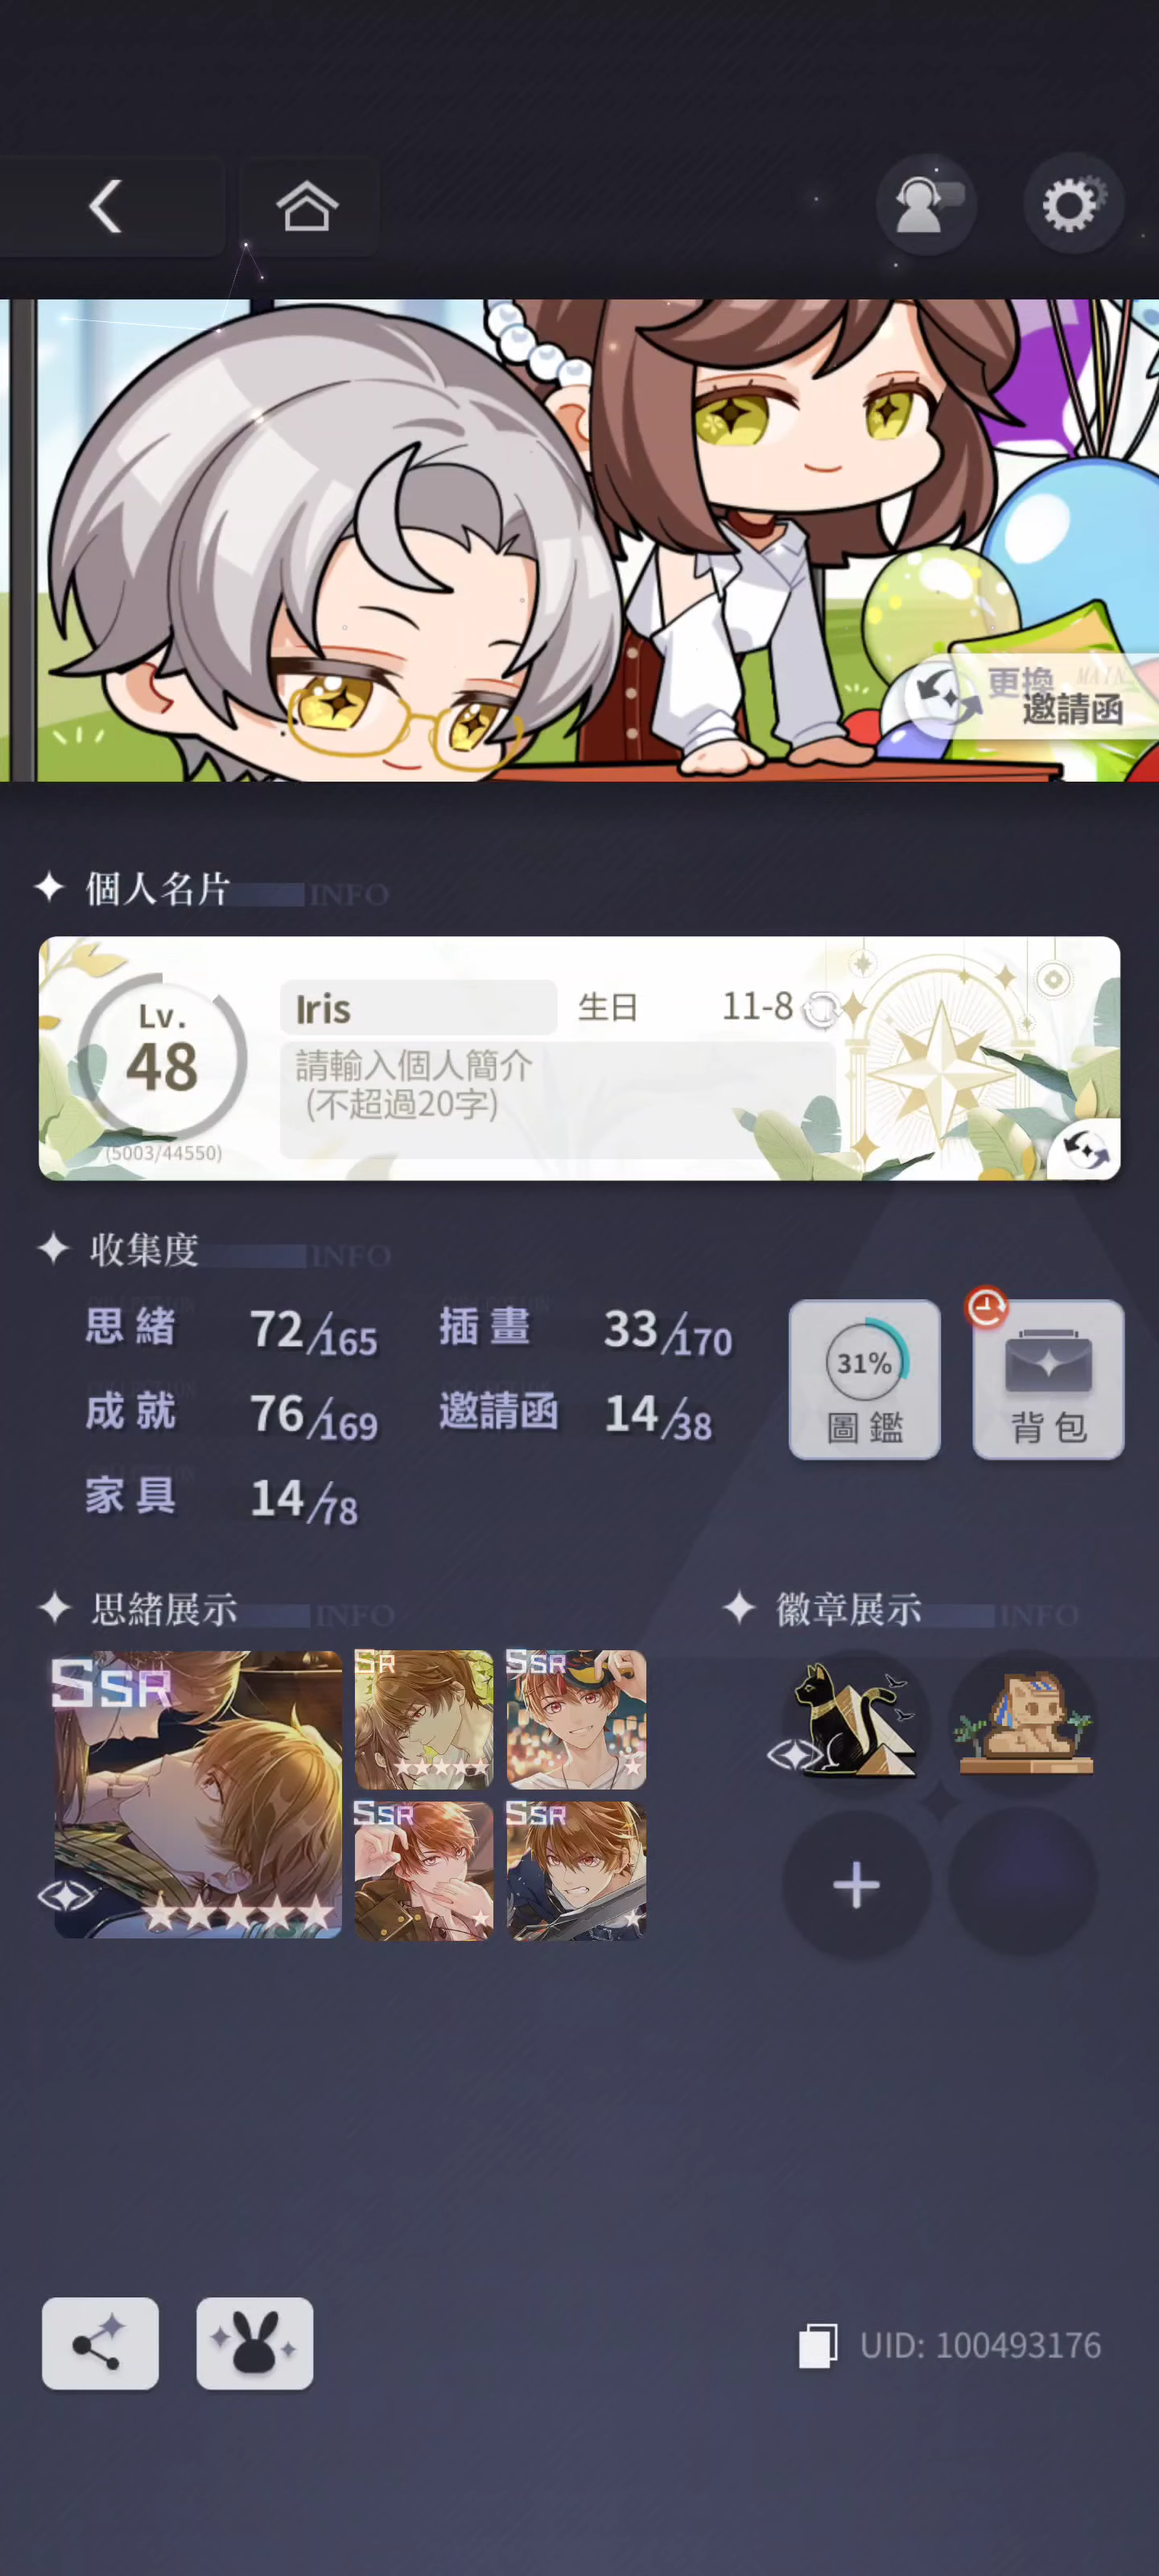 更換 MAIN
邀請函
個人名片 INFO
Lv.
48
(5003/44550)
Iris
生日 11-8
請輸入個人簡介
(不超過20字)
收集度 INFO
思緒 72/165 插畫 33/170
成就 76/169 邀請函 14/38
家具 14/78
31%
圖鑑
背包
思緒展示 INFO
徽章展示 INFO
SSR
SR
SSR
SSR
SSR
UID: 100493176